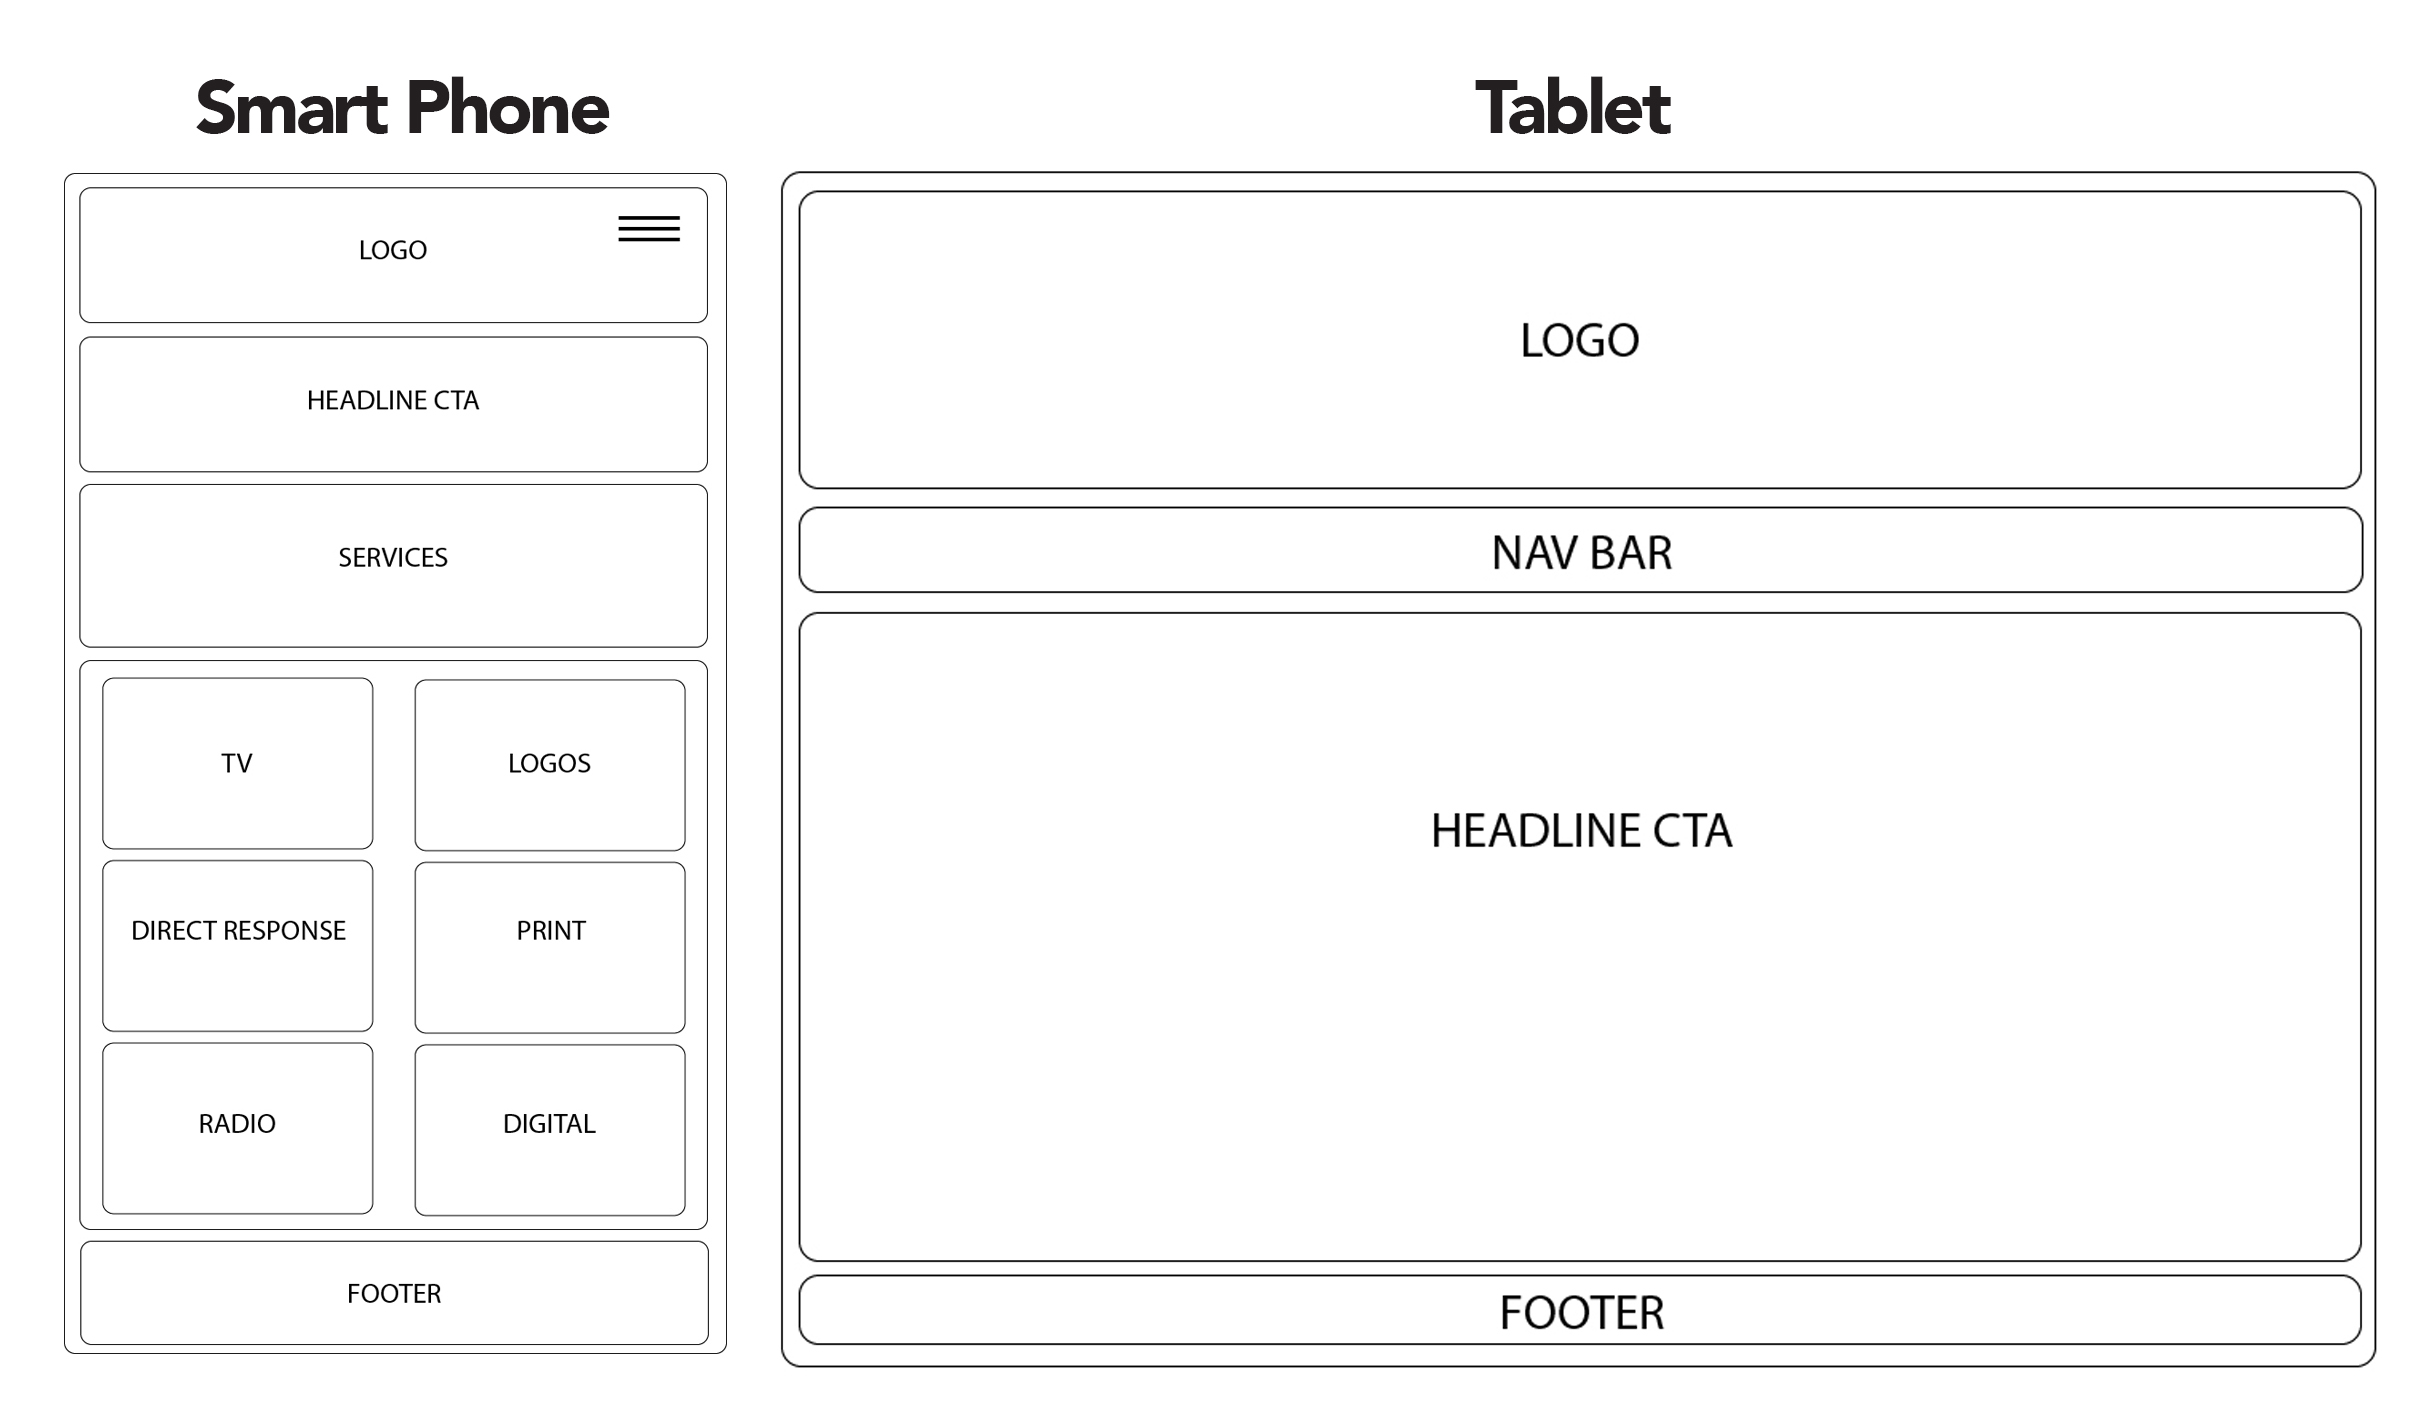 Smart Phone
LOGO
HEADLINE CTA
SERVICES
TV
LOGOS
DIRECT RESPONSE
PRINT
RADIO
DIGITAL
FOOTER
Tablet
LOGO
NAV BAR
HEADLINE CTA
FOOTER